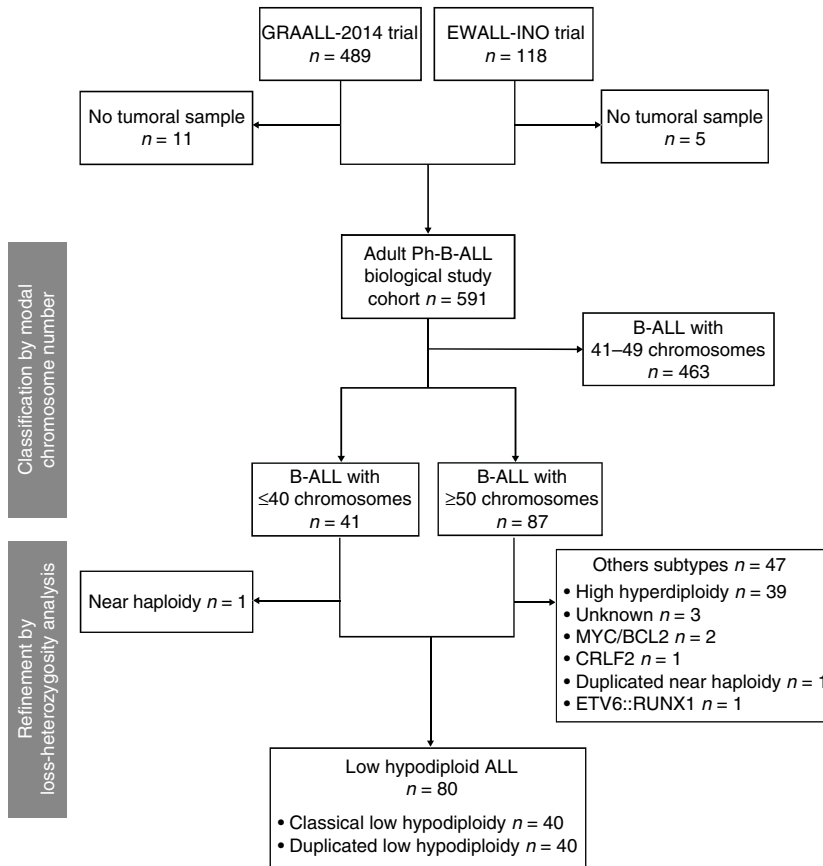 GRAALL-2014 trial
n = 489
EWALL-INO trial
n = 118
No tumoral sample
n = 11
No tumoral sample
n = 5
Adult Ph-B-ALL
biological study
cohort n = 591
Classification by modal
chromosome number
B-ALL with
41–49 chromosomes
n = 463
B-ALL with
≤40 chromosomes
n = 41
B-ALL with
≥50 chromosomes
n = 87
Refinement by
loss-heterozygosity analysis
Near haploidy n = 1
Others subtypes n = 47
• High hyperdiploidy n = 39
• Unknown n = 3
• MYC/BCL2 n = 2
• CRLF2 n = 1
• Duplicated near haploidy n = 1
• ETV6::RUNX1 n = 1
Low hypodiploid ALL
n = 80
• Classical low hypodiploidy n = 40
• Duplicated low hypodiploidy n = 40